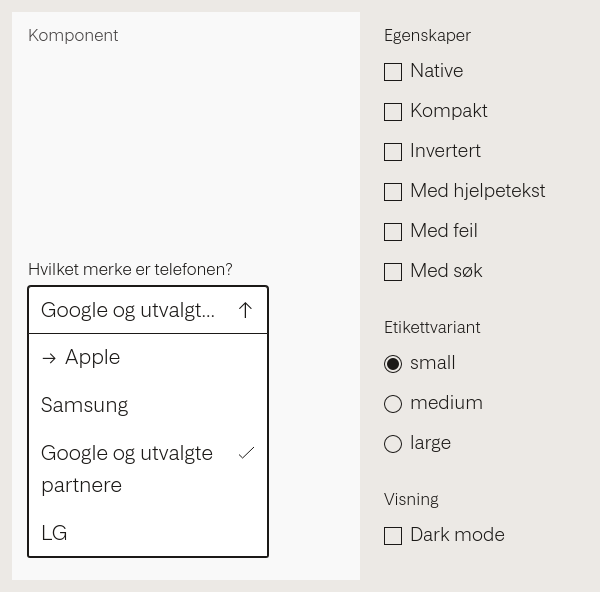 Komponent
Hvilket merke er telefonen?
Google og utvalgt...
Apple
Samsung
Google og utvalgte
partnere
LG
Egenskaper
Native
Kompakt
Invertert
Med hjelpetekst
Med feil
Med søk
Etikettvariant
small
medium
large
Visning
Dark mode